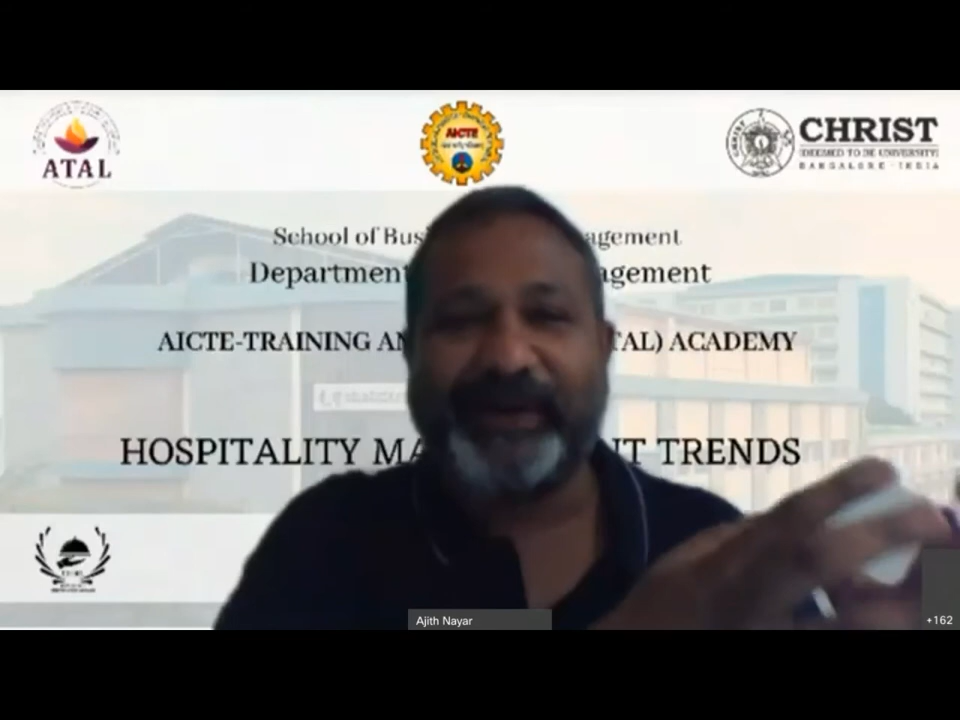 ATAL
AICTE
CHRIST
(DEEMED TO BE UNIVERSITY)
BANGALORE · INDIA
School of Bus agement
Department agement
AICTE-TRAINING AN TAL) ACADEMY
HOSPITALITY MA NT TRENDS
Ajith Nayar
+162